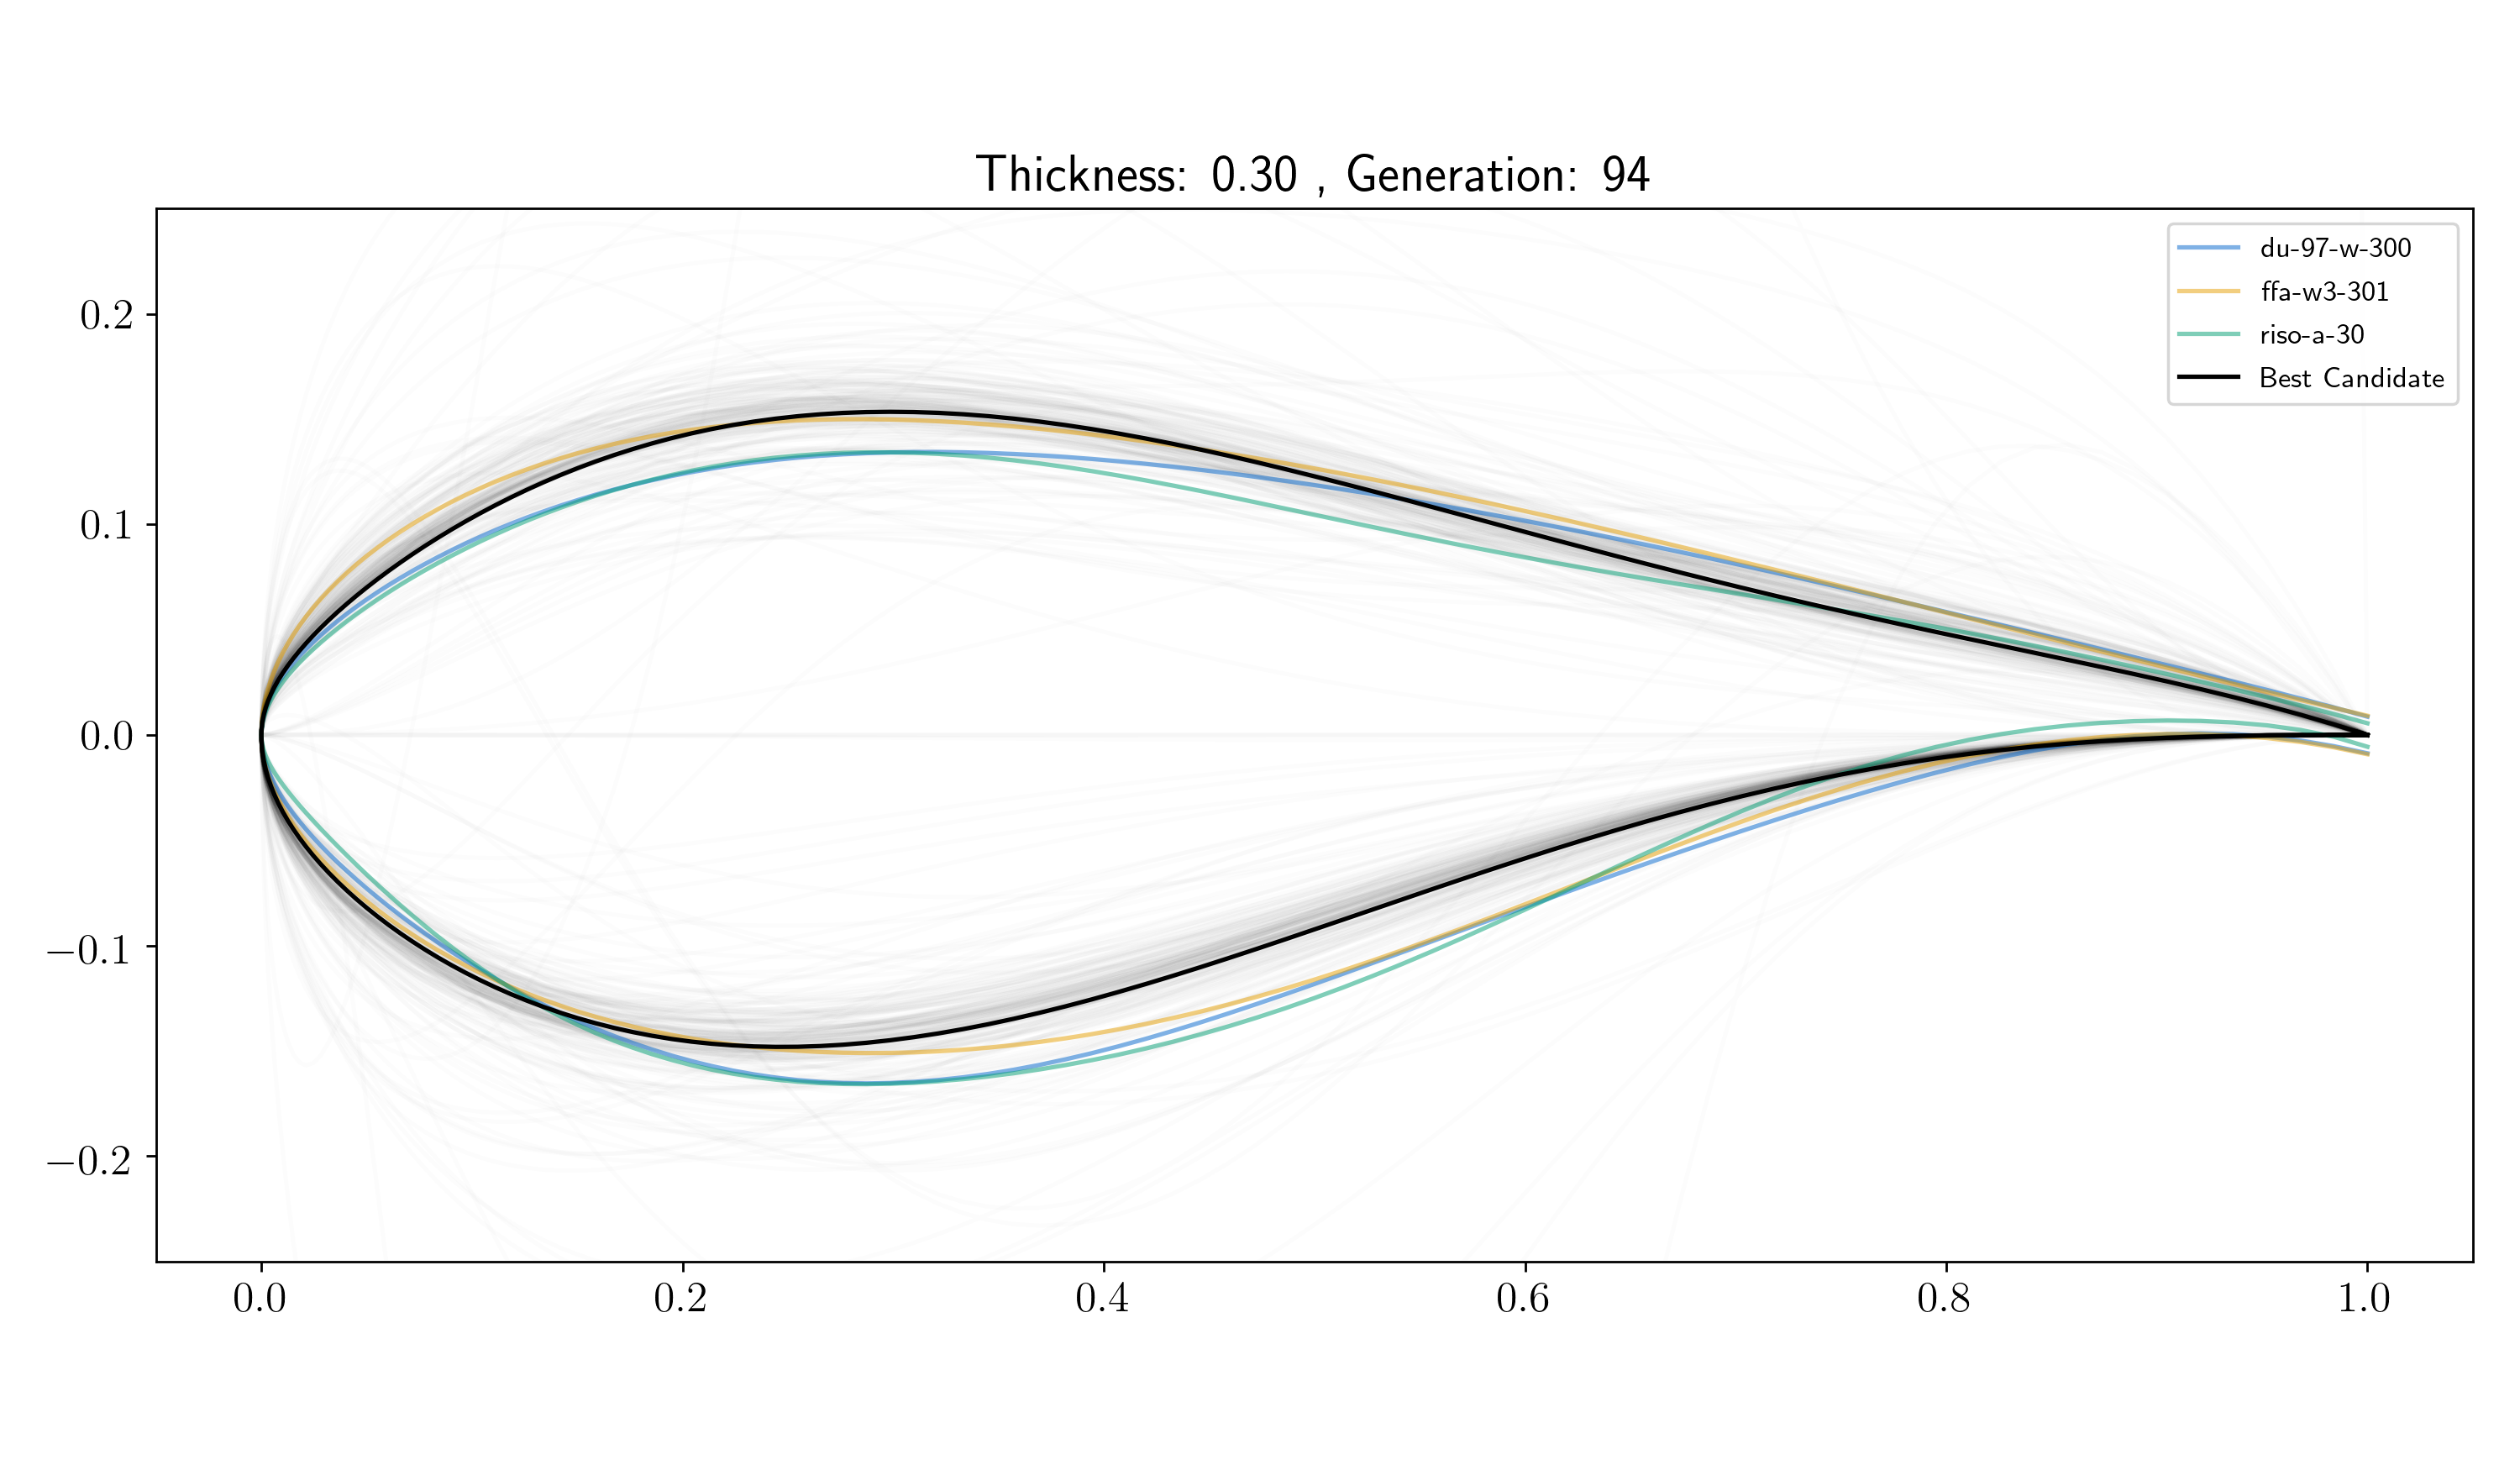 Thickness: 0.30 , Generation: 94
du-97-w-300
ffa-w3-301
riso-a-30
Best Candidate
0.2
0.1
0.0
−0.1
−0.2
0.0 0.2 0.4 0.6 0.8 1.0